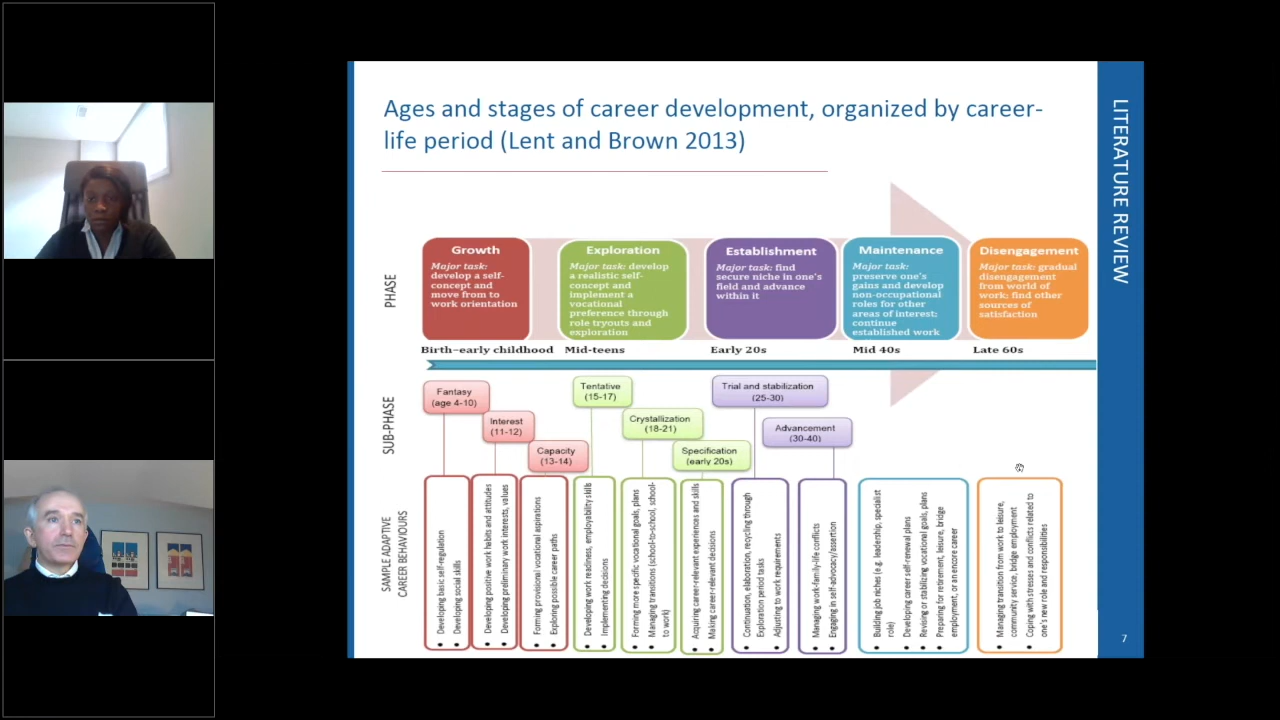 Ages and stages of career development, organized by career-
life period (Lent and Brown 2013)
LITERATURE REVIEW
PHASE
Growth
Major task:
develop a self-
concept and
move from to
work orientation
Exploration
Major task: develop
a realistic self-
concept and
implement a
vocational
preference through
role tryouts and
exploration
Establishment
Major task: find
secure niche in one's
field and advance
within it
Maintenance
Major task:
preserve one's
gains and develop
non-occupational
roles for other
areas of interest;
continue
established work
Disengagement
Major task: gradual
disengagement
from world of
work; find other
sources of
satisfaction
Birth–early childhood
Mid-teens
Early 20s
Mid 40s
Late 60s
SUB-PHASE
Fantasy
(age 4-10)
Interest
(11-12)
Capacity
(13-14)
Tentative
(15-17)
Crystallization
(18-21)
Specification
(early 20s)
Trial and stabilization
(25-30)
Advancement
(30-40)
SAMPLE ADAPTIVE
CAREER BEHAVIOURS
• Developing basic self-regulation
• Developing social skills
• Developing positive work habits and attitudes
• Developing preliminary work interests, values
• Forming provisional vocational aspirations
• Exploring possible career paths
• Developing work readiness, employability skills
• Implementing decisions
• Forming more specific vocational goals, plans
• Managing transitions (school-to-school, school-
to work)
• Acquiring career-relevant experiences and skills
• Making career-relevant decisions
• Continuation, elaboration, recycling through
Exploration period tasks
• Adjusting to work requirements
• Managing work-family-life conflicts
• Engaging in self-advocacy/assertion
• Building job niches (e.g. leadership, specialist
role)
• Developing career self-renewal plans
• Revising or stabilizing vocational goals, plans
• Preparing for retirement, leisure, bridge
employment, or an encore career
• Managing transition from work to leisure,
community service, bridge employment
• Coping with stresses and conflicts related to
one's new role and responsibilities
7